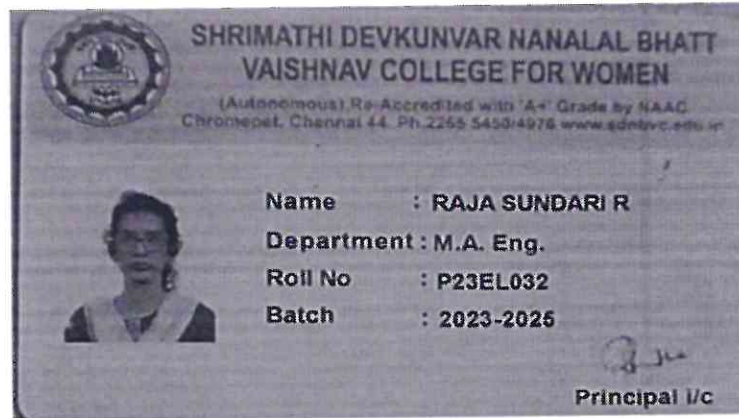 SHRIMATHI DEVKUNVAR NANALAL BHATT
VAISHNAV COLLEGE FOR WOMEN
(Autonomous) Re-Accredited with 'A+' Grade by NAAC
Chromepet, Chennai 44. Ph.2265 5450/4976 www.sdnbvc.edu.in
Name : RAJA SUNDARI R
Department : M.A. Eng.
Roll No : P23EL032
Batch : 2023-2025
Principal i/c